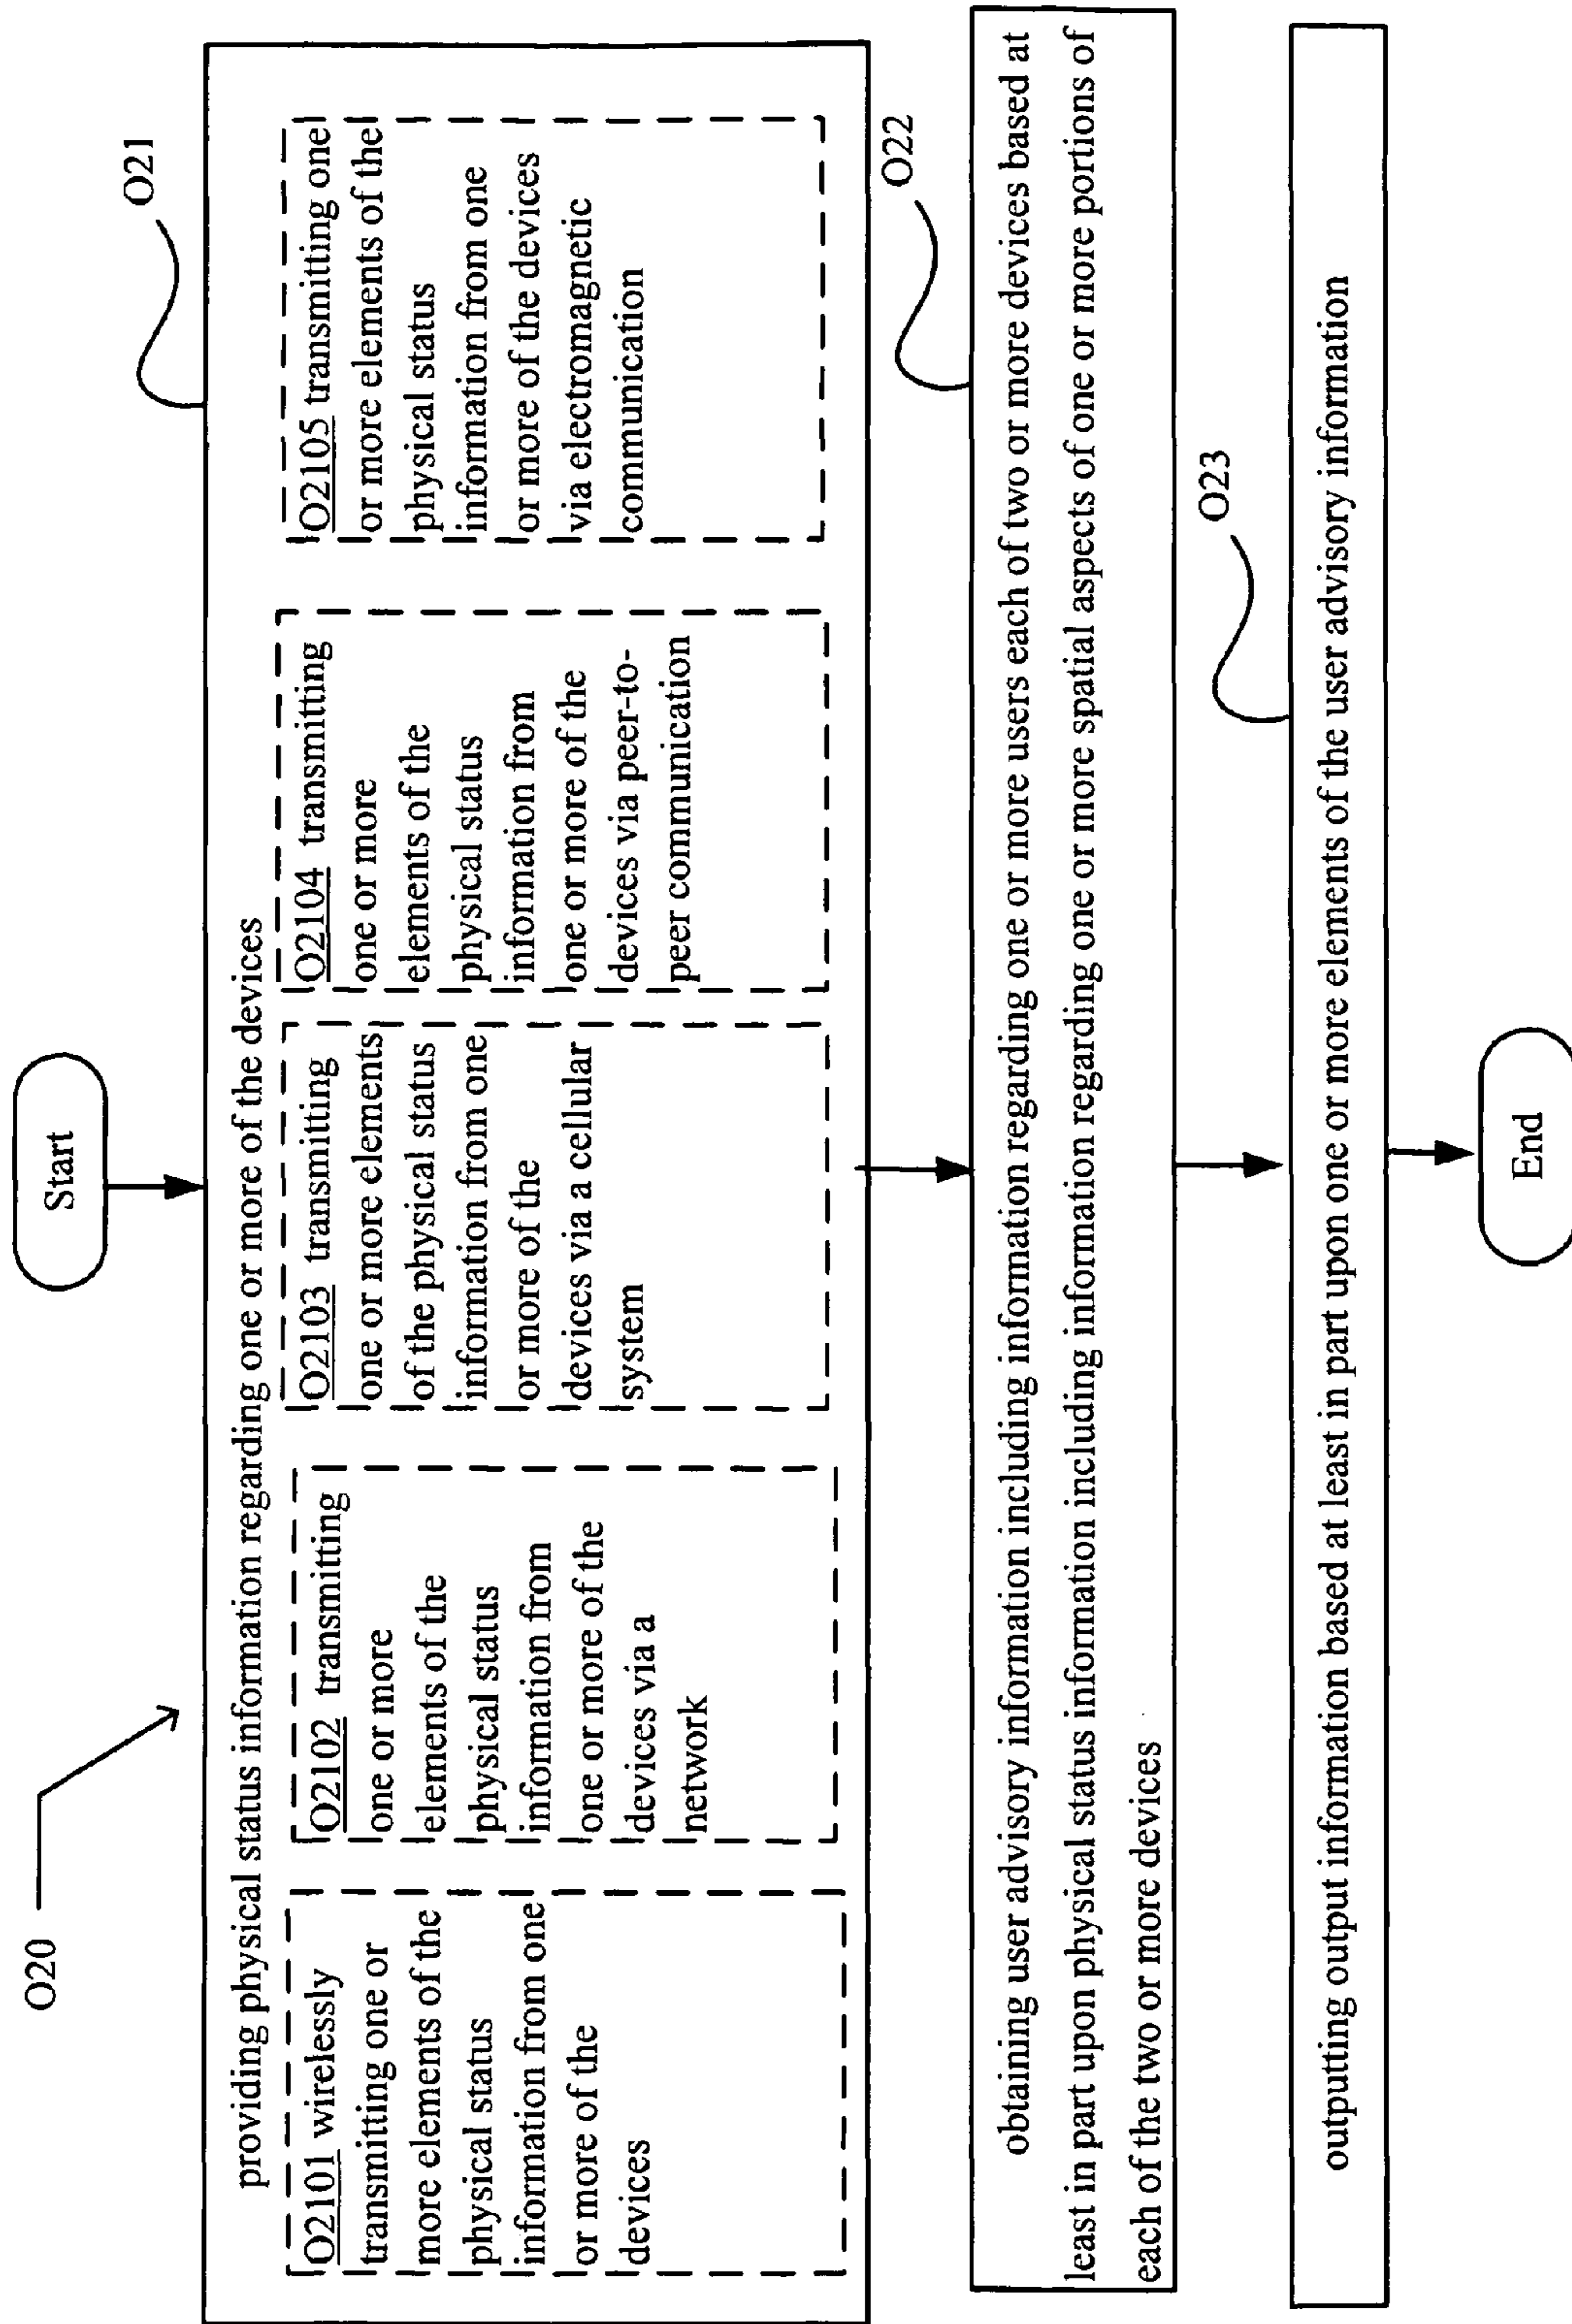 O20
Start
O21
providing physical status information regarding one or more of the devices
O2101 wirelessly
transmitting one or
more elements of the
physical status
information from one
or more of the
devices
O2102 transmitting
one or more
elements of the
physical status
information from
one or more of the
devices via a
network
O2103 transmitting
one or more elements
of the physical status
information from one
or more of the
devices via a cellular
system
O2104 transmitting
one or more
elements of the
physical status
information from
one or more of the
devices via peer-to-
peer communication
O2105 transmitting one
or more elements of the
physical status
information from one
or more of the devices
via electromagnetic
communication
O22
obtaining user advisory information including information regarding one or more users each of two or more devices based at
least in part upon physical status information including information regarding one or more spatial aspects of one or more portions of
each of the two or more devices
O23
outputting output information based at least in part upon one or more elements of the user advisory information
End